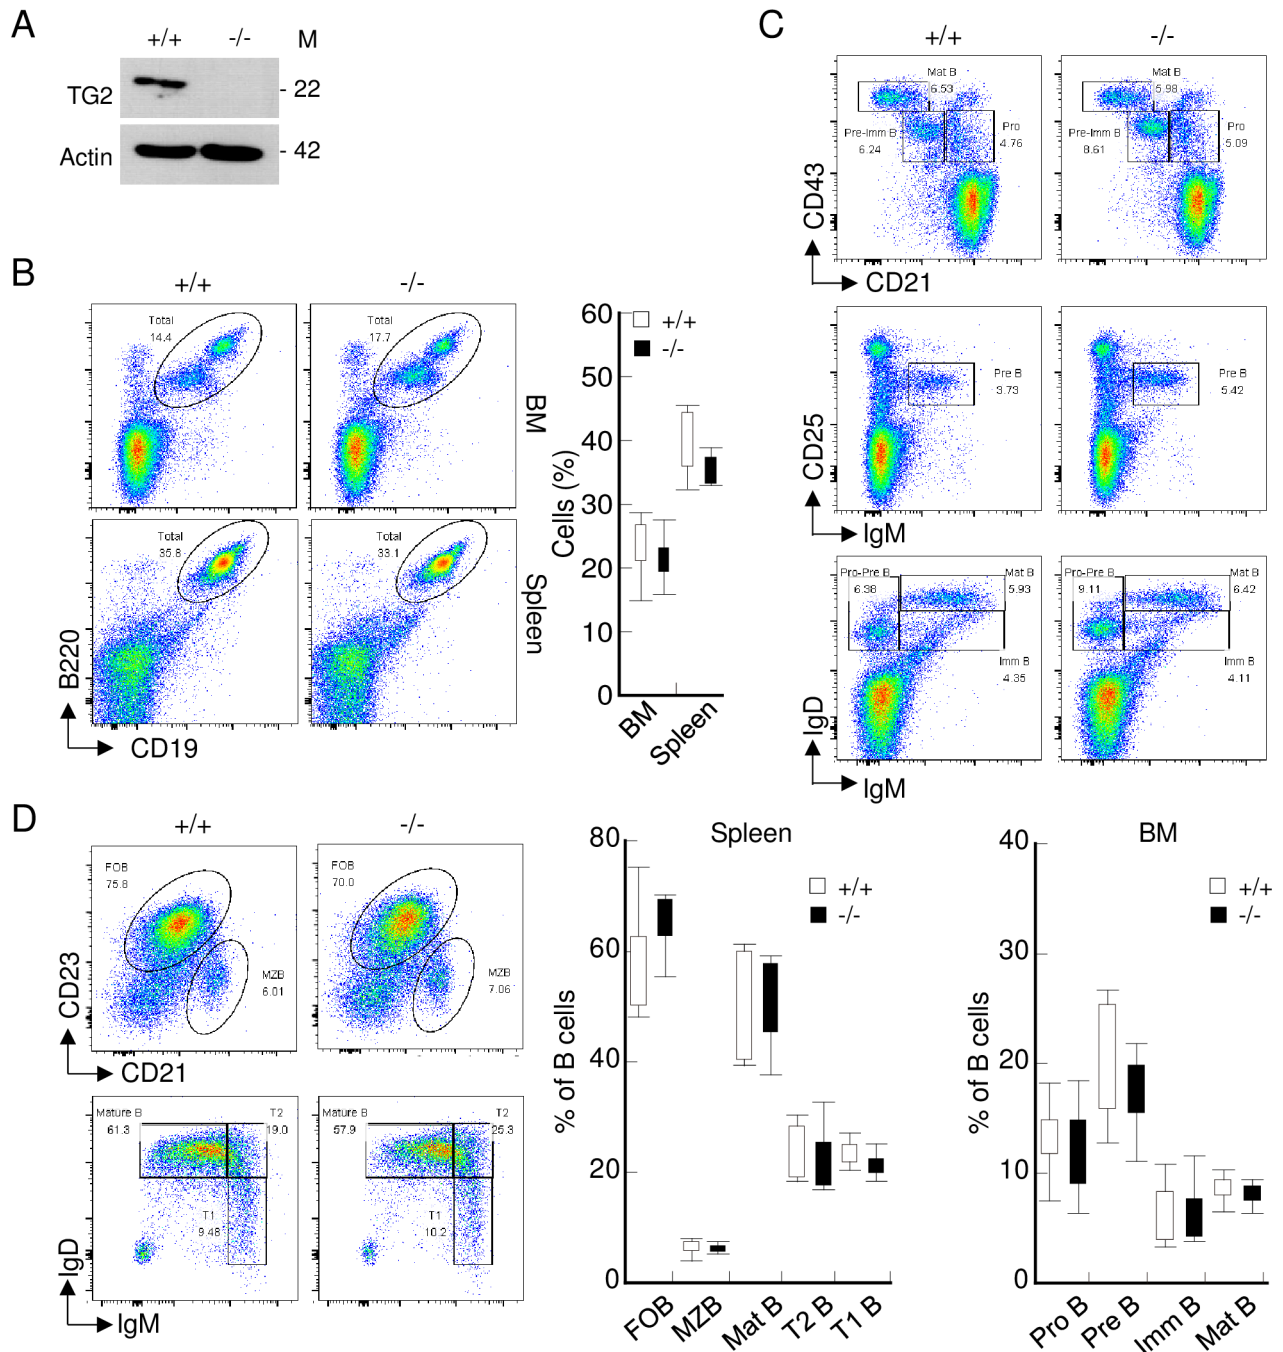 A
+/+ -/- M
TG2 - 22
Actin - 42
B
+/+ -/-
Total
14.4
Total
17.7
BM
Total
35.8
Total
33.1
Spleen
B220
CD19
Cells (%)
60
50
40
30
20
10
0
+/+
-/-
BM
Spleen
C
+/+ -/-
Mat B
6.53
Pre-Imm B
6.24
Pro
4.76
Mat B
5.98
Pre-Imm B
8.61
Pro
5.09
CD43
CD21
Pre B
3.73
Pre B
5.42
CD25
IgM
Pro-Pre B
6.38
Mat B
5.93
Imm B
4.35
Pro-Pre B
9.11
Mat B
6.42
Imm B
4.11
IgD
IgM
D
+/+ -/-
FOB
75.8
MZB
6.01
FOB
70.0
MZB
7.06
CD23
CD21
Mature B
61.3
T2
19.0
T1
9.48
Mature B
57.9
T2
25.3
T1
10.2
IgD
IgM
Spleen
% of B cells
80
60
40
20
0
+/+
-/-
FOB
MZB
Mat B
T2 B
T1 B
BM
% of B cells
40
30
20
10
0
+/+
-/-
Pro B
Pre B
Imm B
Mat B